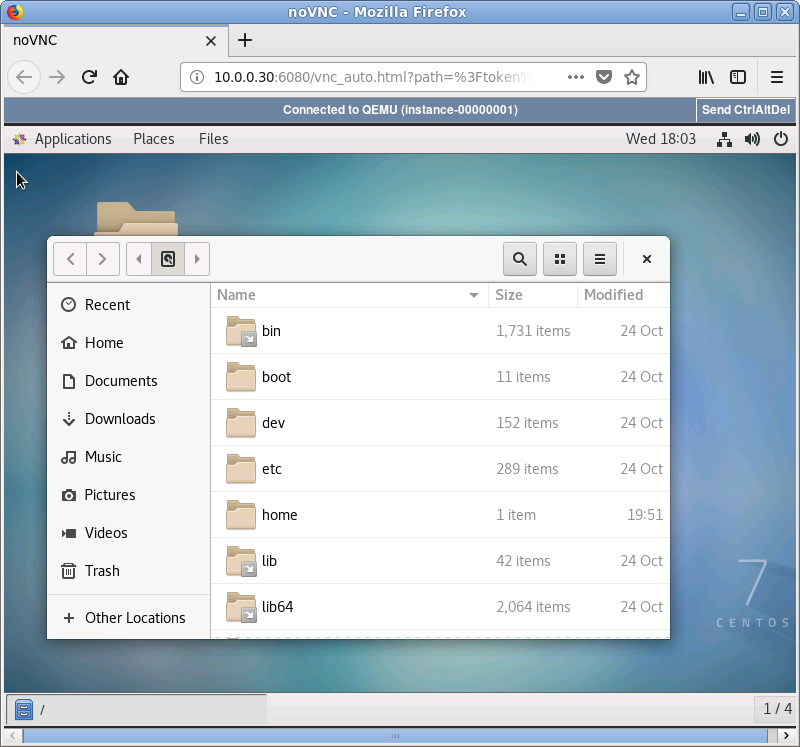 noVNC - Mozilla Firefox
noVNC
10.0.0.30:6080/vnc_auto.html?path=%3Ftoken%
Connected to QEMU (instance-00000001)
Send CtrlAltDel
Applications Places Files Wed 18:03
Name Size Modified
Recent
Home
Documents
Downloads
Music
Pictures
Videos
Trash
Other Locations
bin 1,731 items 24 Oct
boot 11 items 24 Oct
dev 152 items 24 Oct
etc 289 items 24 Oct
home 1 item 19:51
lib 42 items 24 Oct
lib64 2,064 items 24 Oct
7
CENTOS
/ 1 / 4